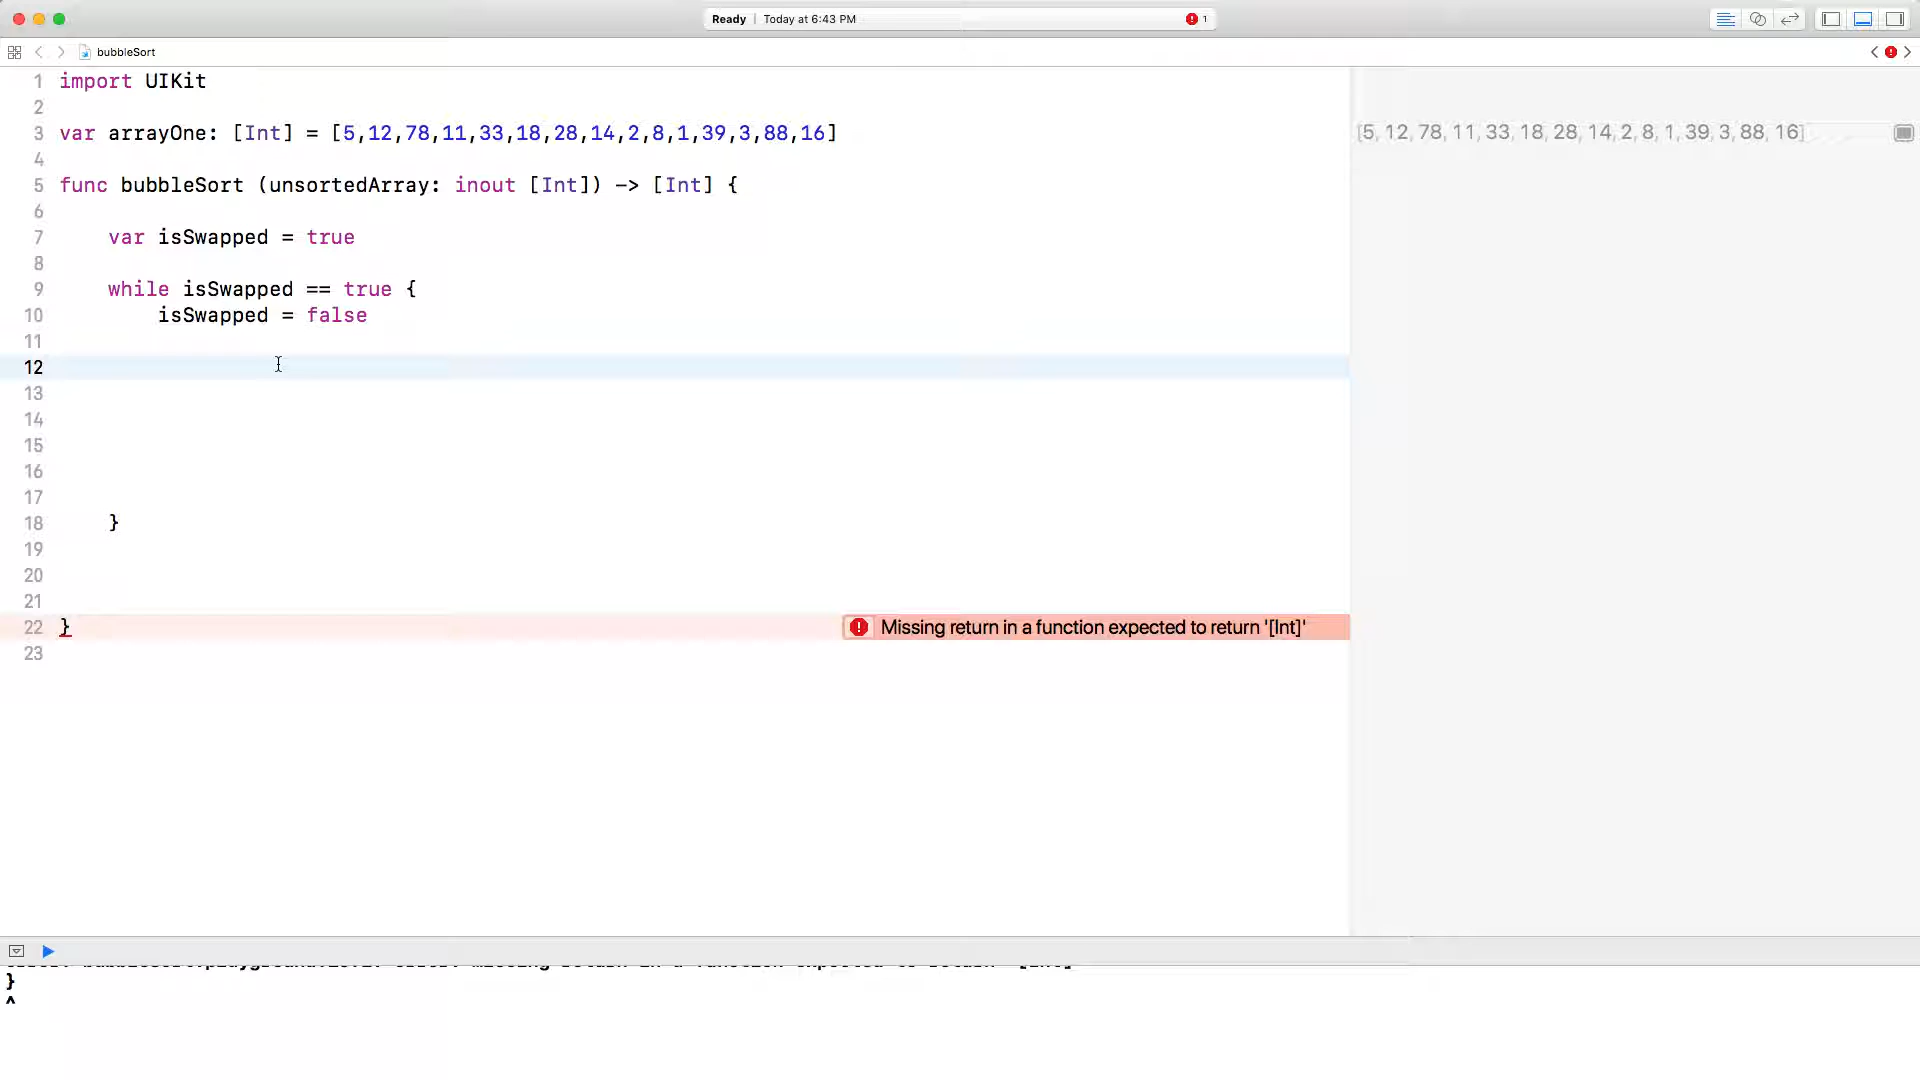 Ready | Today at 6:43 PM 1
bubbleSort
1 import UIKit
2
3 var arrayOne: [Int] = [5,12,78,11,33,18,28,14,2,8,1,39,3,88,16]
[5, 12, 78, 11, 33, 18, 28, 14, 2, 8, 1, 39, 3, 88, 16]
4
5 func bubbleSort (unsortedArray: inout [Int]) -> [Int] {
6
7 var isSwapped = true
8
9 while isSwapped == true {
10 isSwapped = false
11
12
13
14
15
16
17
18 }
19
20
21
22 } Missing return in a function expected to return '[Int]'
23
}
^